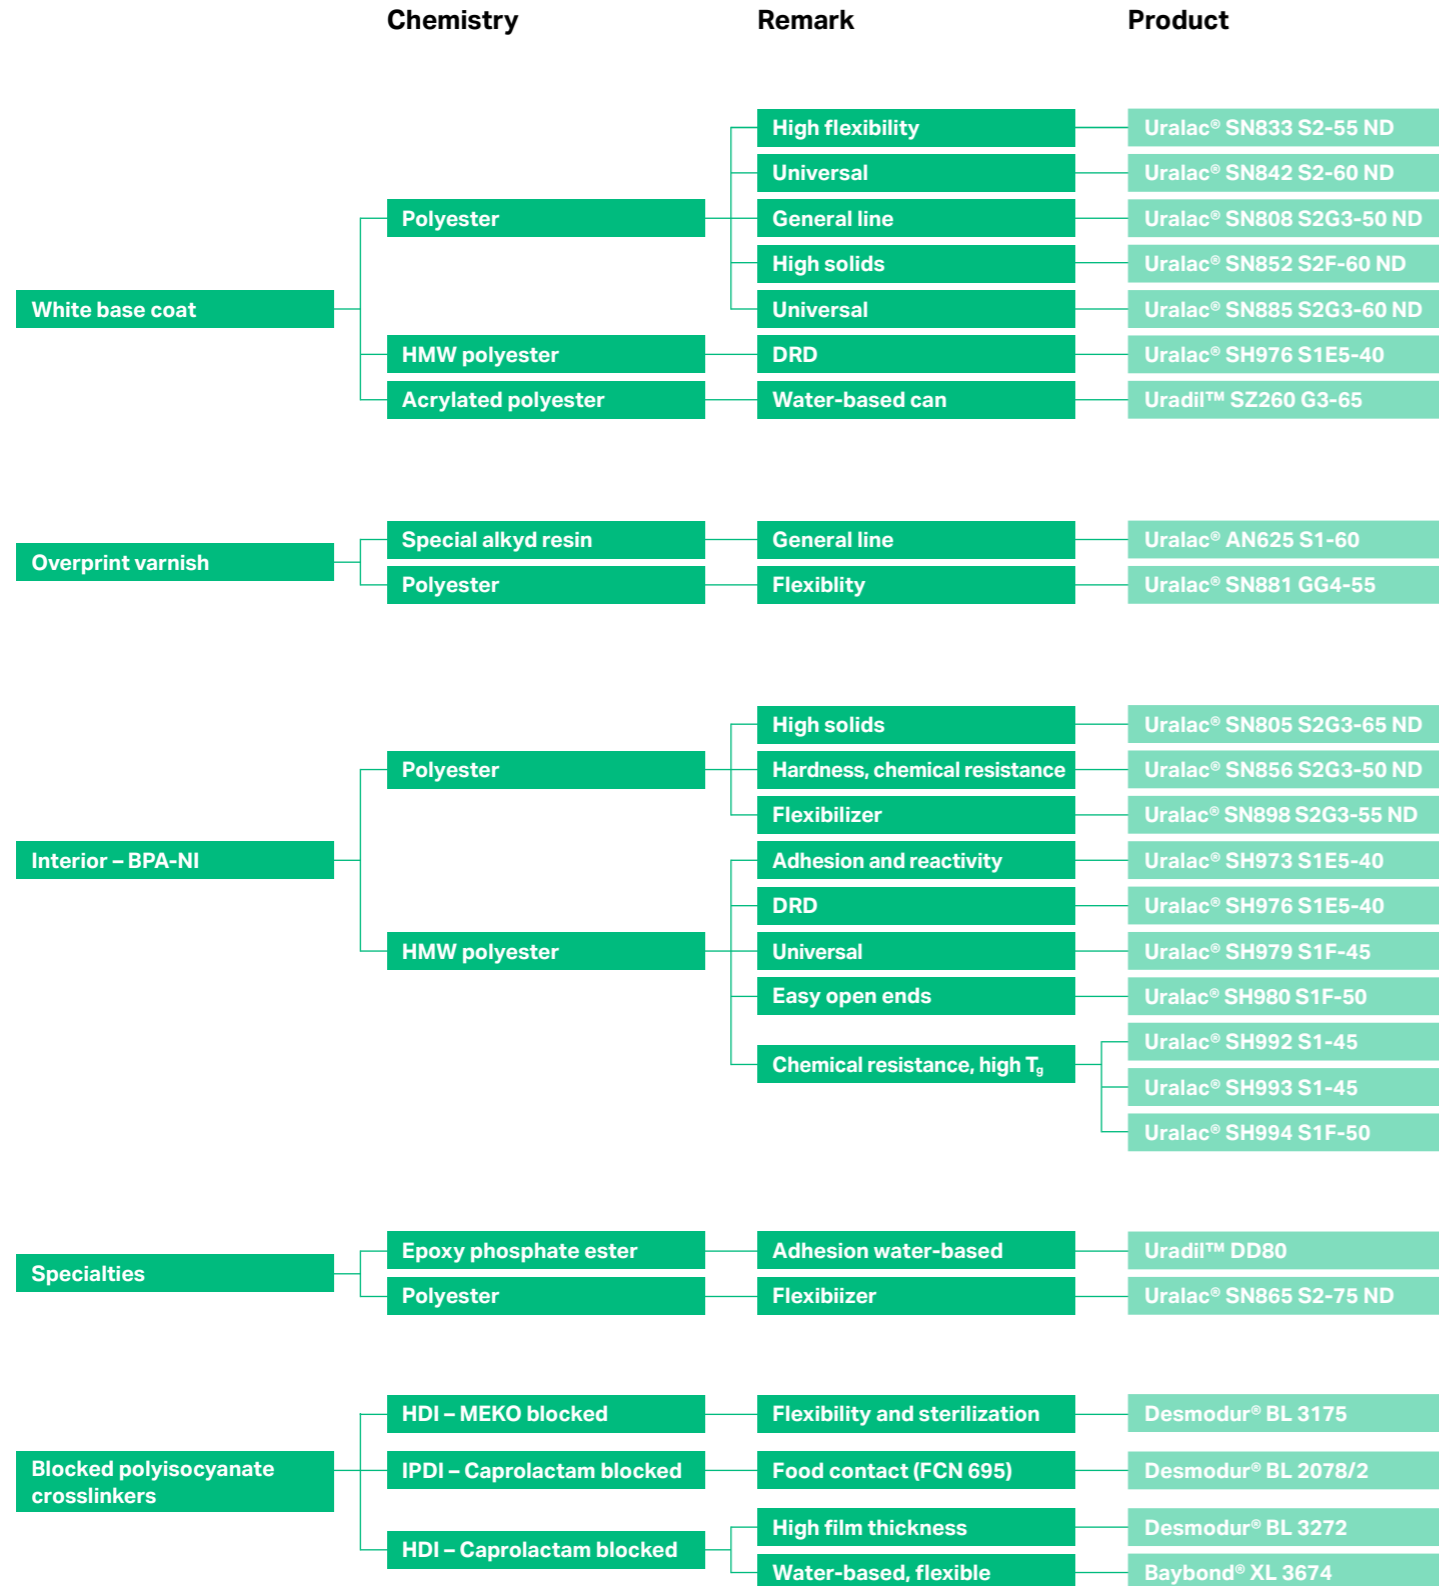 Chemistry Remark Product
High flexibility Uralac® SN833 S2-55 ND
Universal Uralac® SN842 S2-60 ND
Polyester General line Uralac® SN808 S2G3-50 ND
High solids Uralac® SN852 S2F-60 ND
White base coat Universal Uralac® SN885 S2G3-60 ND
HMW polyester DRD Uralac® SH976 S1E5-40
Acrylated polyester Water-based can Uradil™ SZ260 G3-65
Overprint varnish
Special alkyd resin General line Uralac® AN625 S1-60
Polyester Flexiblity Uralac® SN881 GG4-55
High solids Uralac® SN805 S2G3-65 ND
Polyester Hardness, chemical resistance Uralac® SN856 S2G3-50 ND
Flexibilizer Uralac® SN898 S2G3-55 ND
Interior – BPA-NI Adhesion and reactivity Uralac® SH973 S1E5-40
DRD Uralac® SH976 S1E5-40
HMW polyester Universal Uralac® SH979 S1F-45
Easy open ends Uralac® SH980 S1F-50
Chemical resistance, high Tg
Uralac® SH992 S1-45
Uralac® SH993 S1-45
Uralac® SH994 S1F-50
Specialties
Epoxy phosphate ester Adhesion water-based Uradil™ DD80
Polyester Flexibiizer Uralac® SN865 S2-75 ND
Blocked polyisocyanate
crosslinkers
HDI – MEKO blocked Flexibility and sterilization Desmodur® BL 3175
IPDI – Caprolactam blocked Food contact (FCN 695) Desmodur® BL 2078/2
HDI – Caprolactam blocked
High film thickness Desmodur® BL 3272
Water-based, flexible Baybond® XL 3674